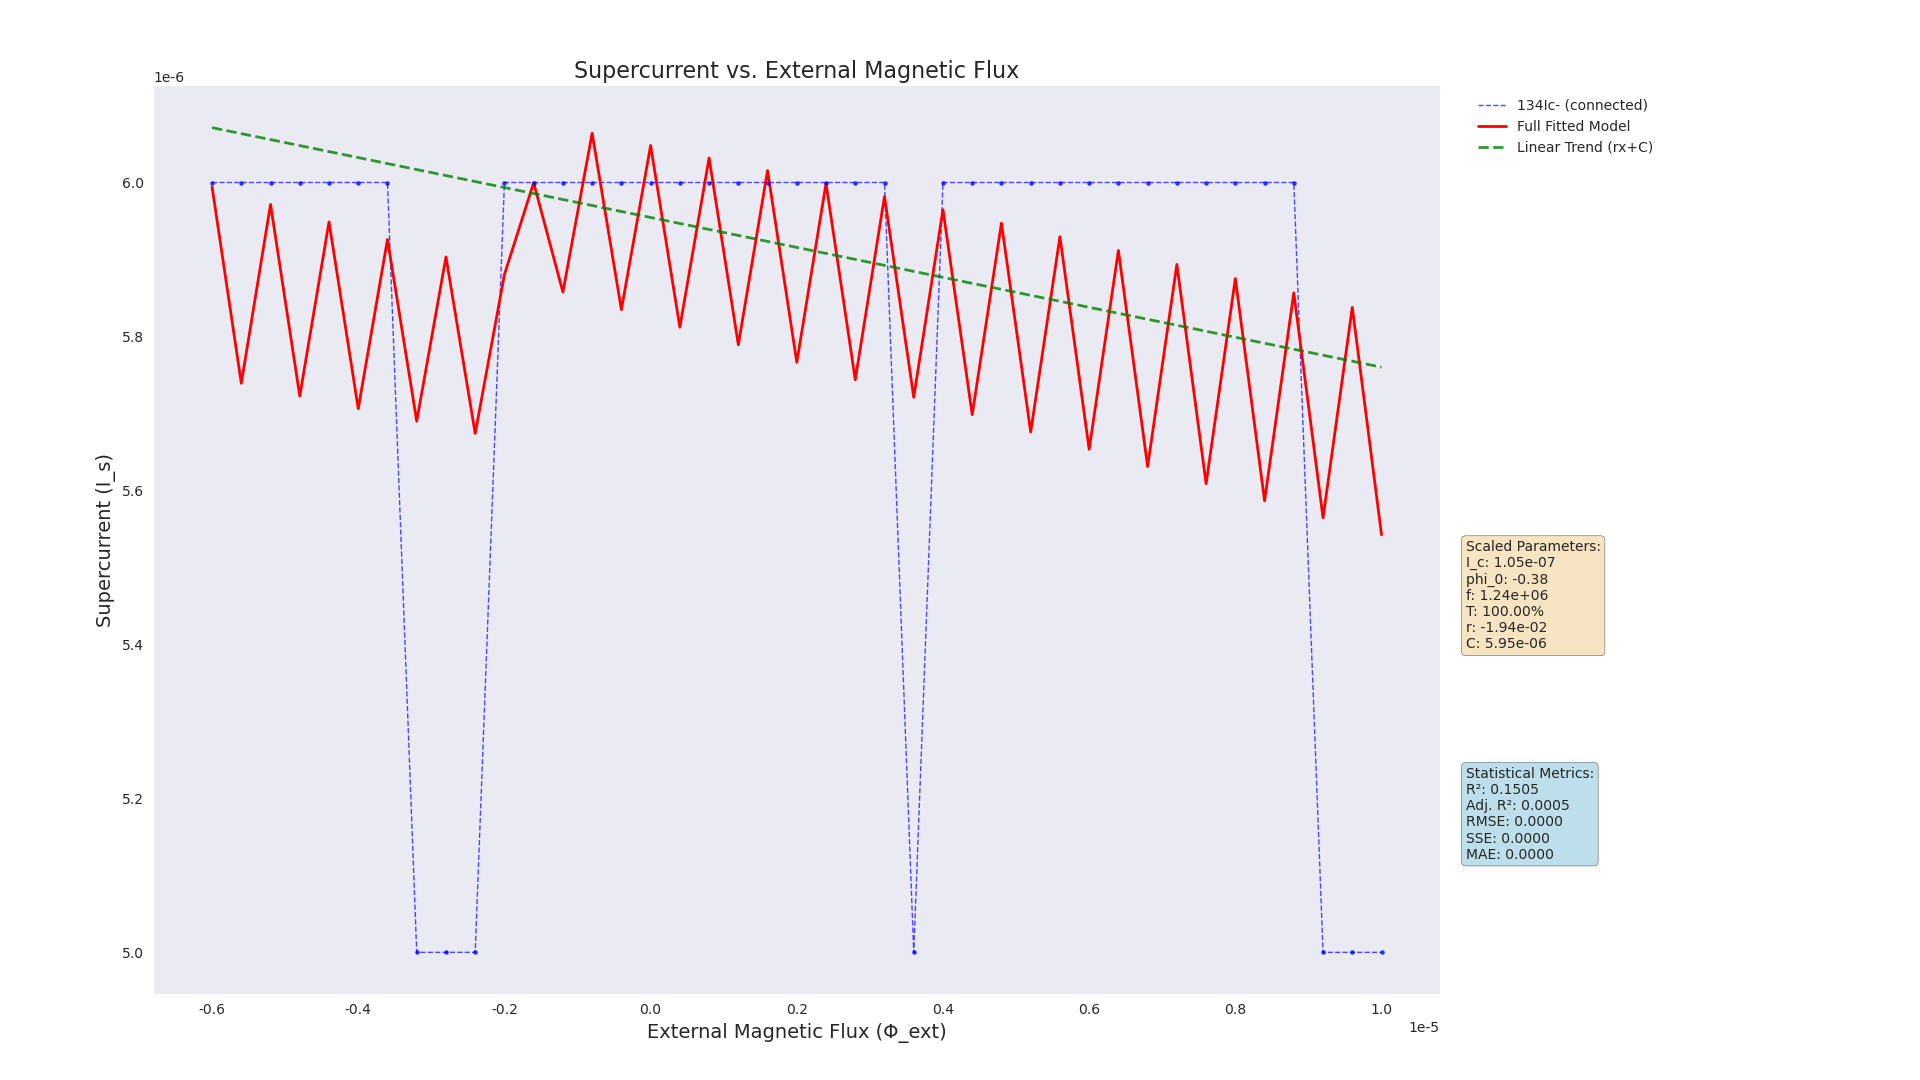 Supercurrent vs. External Magnetic Flux
1e-6
6.0
5.8
5.6
5.4
5.2
5.0
Supercurrent (I_s)
-0.6 -0.4 -0.2 0.0 0.2 0.4 0.6 0.8 1.0
1e-5
External Magnetic Flux (Φ_ext)
134Ic- (connected)
Full Fitted Model
Linear Trend (rx+C)
Scaled Parameters:
I_c: 1.05e-07
phi_0: -0.38
f: 1.24e+06
T: 100.00%
r: -1.94e-02
C: 5.95e-06
Statistical Metrics:
R²: 0.1505
Adj. R²: 0.0005
RMSE: 0.0000
SSE: 0.0000
MAE: 0.0000